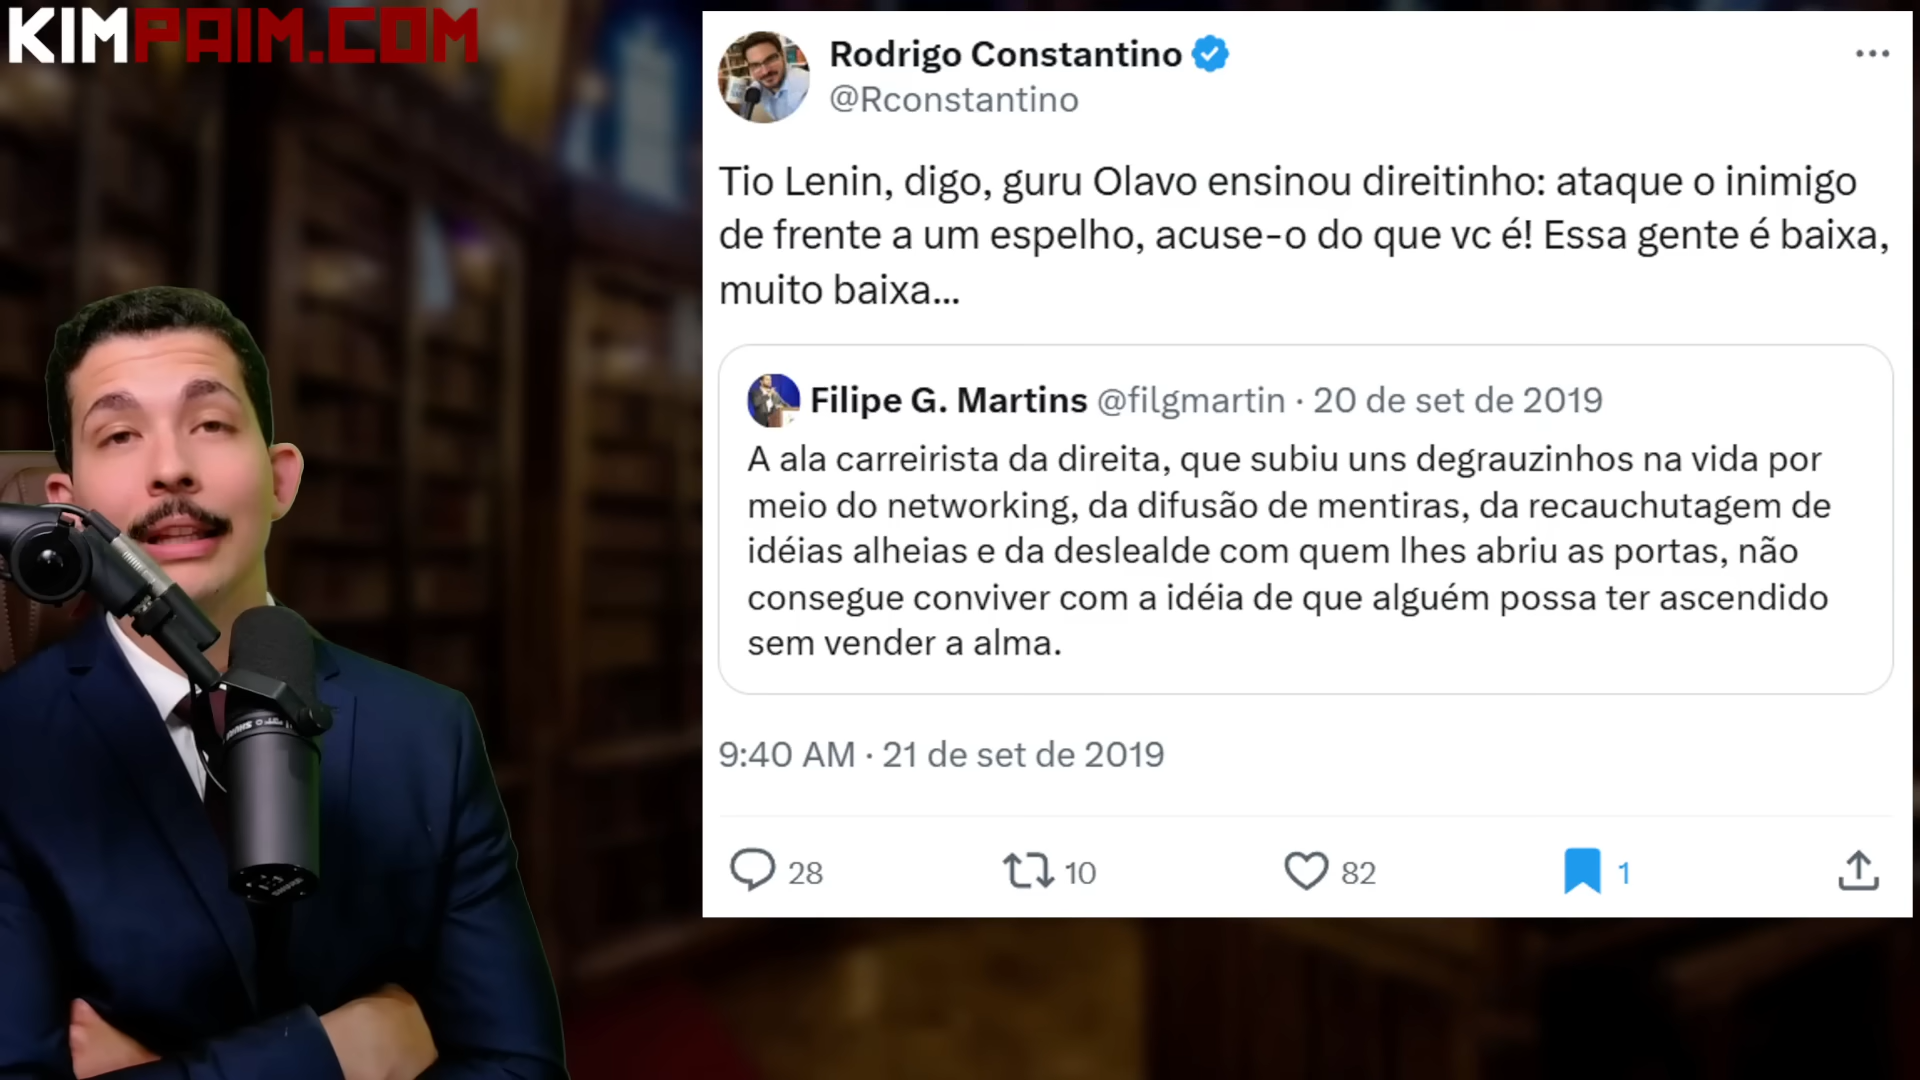 KIMPAIM.COM
Rodrigo Constantino
@Rconstantino
Tio Lenin, digo, guru Olavo ensinou direitinho: ataque o inimigo
de frente a um espelho, acuse-o do que vc é! Essa gente é baixa,
muito baixa...
Filipe G. Martins @filgmartin · 20 de set de 2019
A ala carreirista da direita, que subiu uns degrauzinhos na vida por
meio do networking, da difusão de mentiras, da recauchutagem de
idéias alheias e da deslealde com quem lhes abriu as portas, não
consegue conviver com a idéia de que alguém possa ter ascendido
sem vender a alma.
9:40 AM · 21 de set de 2019
28 10 82 1